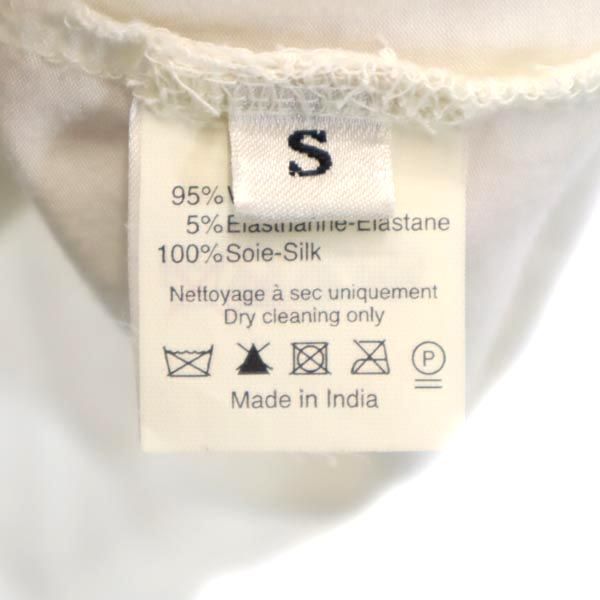 S
95%
5% Elasthanne-Elastane
100% Soie-Silk
Nettoyage à sec uniquement
Dry cleaning only
P
Made in India